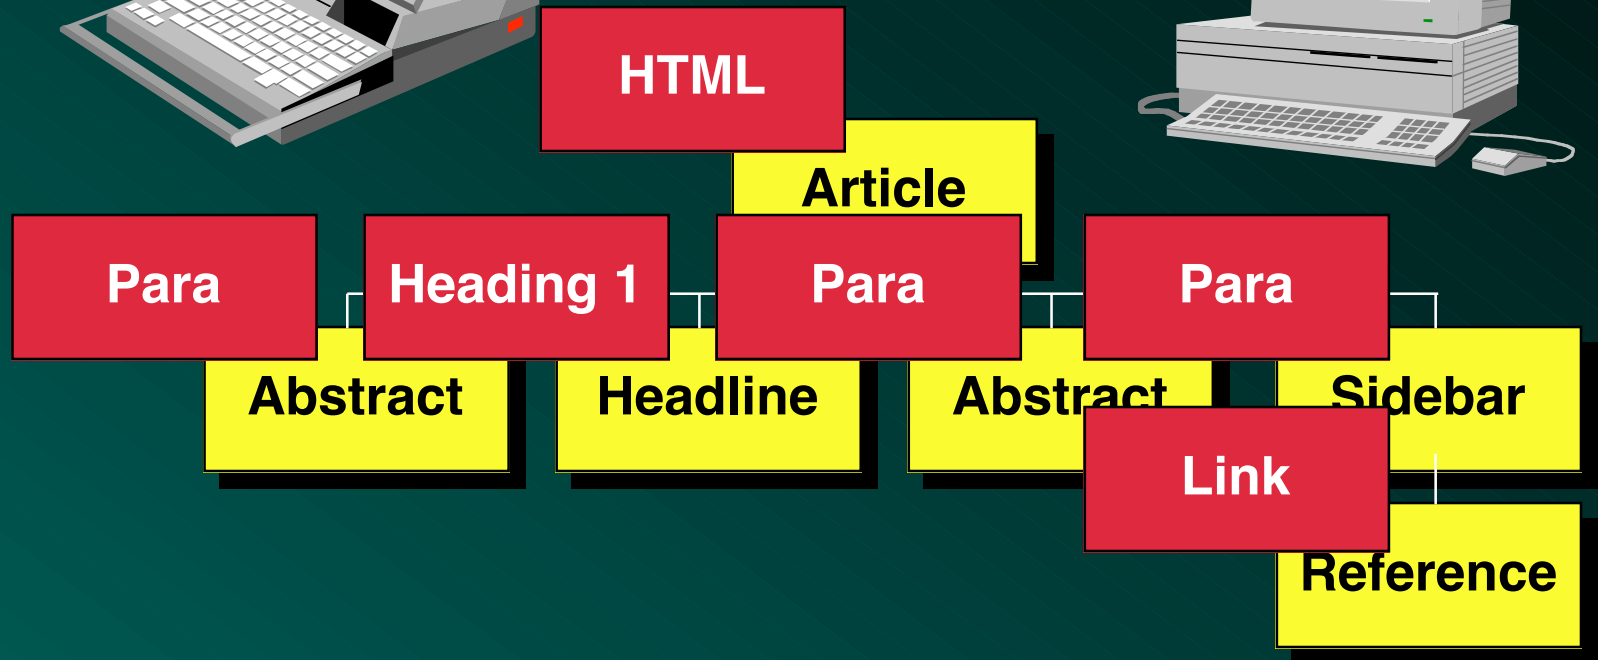 HTML
Article
Para
Heading 1
Para
Para
Abstract
Headline
Abstract
Sidebar
Link
Reference